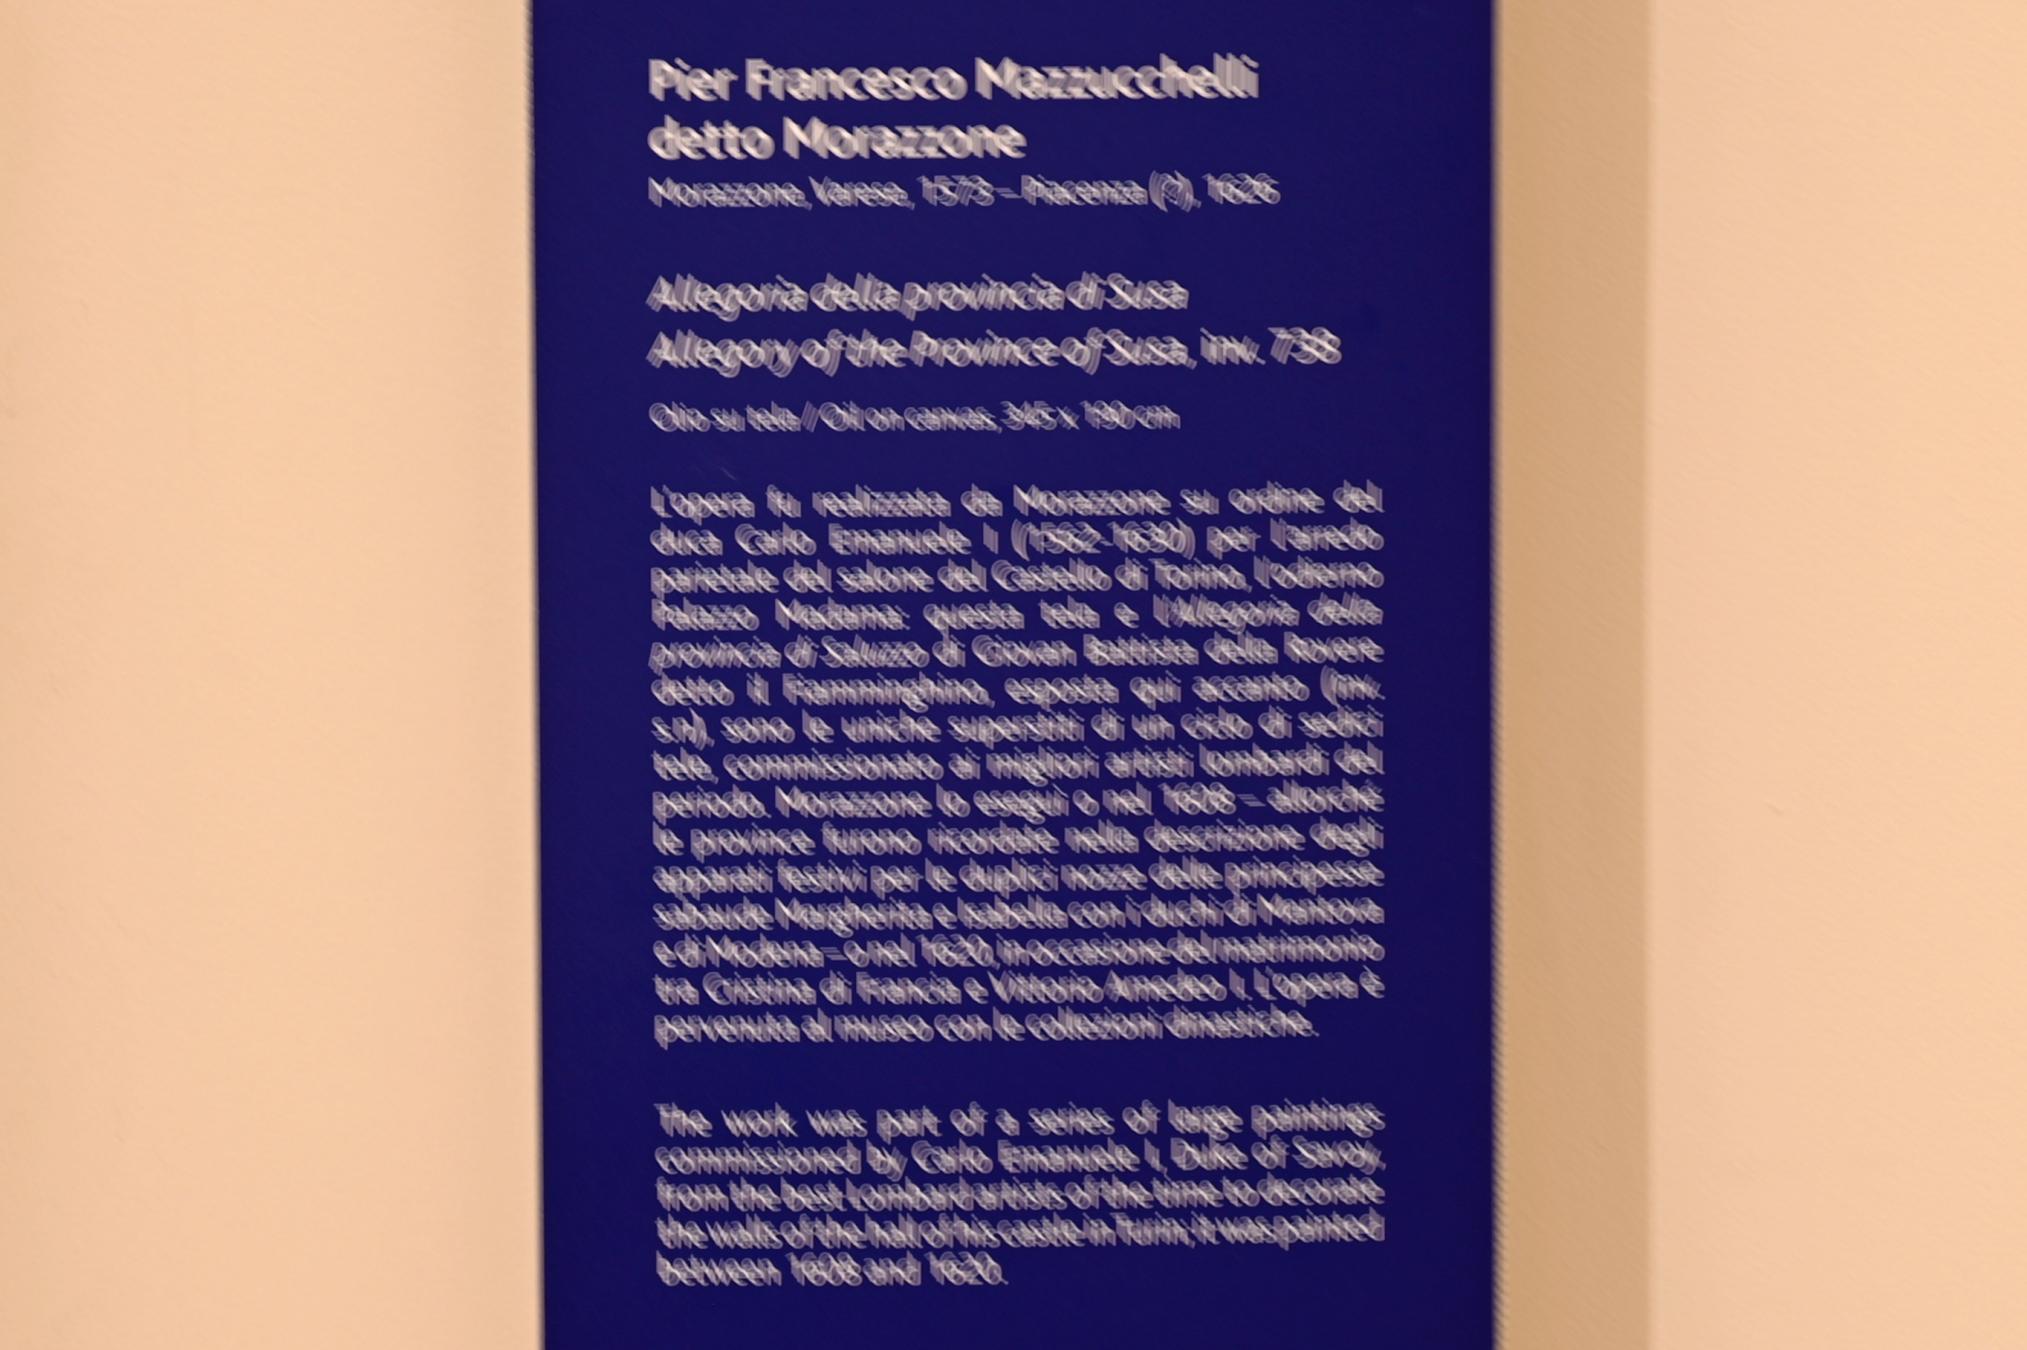 Pier Francesco Mazzucchelli
detto Morazzone
Morazzone, Varese, 1573 – Piacenza (?), 1626
Allegoria della provincia di Susa
Allegory of the Province of Susa, inv. 738
Olio su tela / Oil on canvas, 345 x 190 cm
L'opera fu realizzata da Morazzone su ordine del
duca Carlo Emanuele I (1562-1630) per l'arredo
parietale del salone del Castello di Torino, l'odierno
Palazzo Madama: questa tela e l'Allegoria della
provincia di Saluzzo di Giovan Battista della Rovere
detto il Fiamminghino, esposta qui accanto (inv.
s.n), sono le uniche superstiti di un ciclo di sedici
tele, commissionato ai migliori artisti lombardi del
periodo. Morazzone lo eseguì o nel 1608 – allorché
le province furono ricordate nella descrizione degli
apparati festivi per le duplici nozze delle principesse
sabaude Margherita e Isabella con i duchi di Mantova
e di Modena – o nel 1620, in occasione del matrimonio
tra Cristina di Francia e Vittorio Amedeo I. L'opera è
pervenuta al museo con le collezioni dinastiche.
The work was part of a series of large paintings
commissioned by Carlo Emanuele I, Duke of Savoy,
from the best Lombard artists of the time to decorate
the walls of the hall of his castle in Turin; it was painted
between 1608 and 1620.